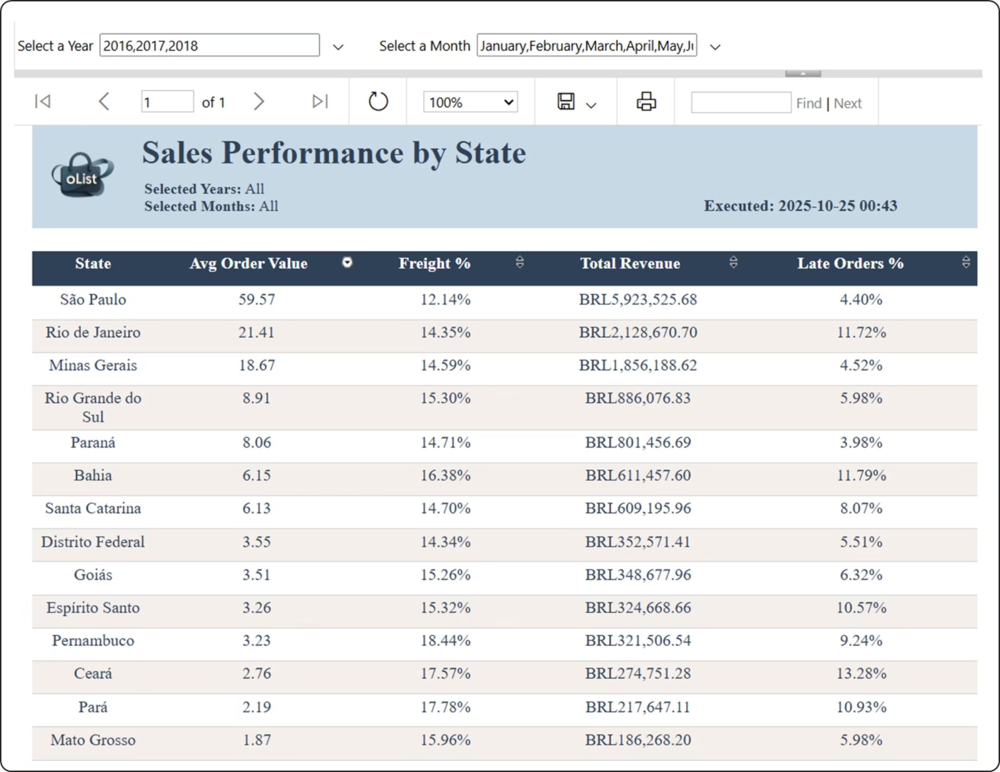 Select a Year 2016,2017,2018 Select a Month January,February,March,April,May,
1 of 1 100% Find | Next
Sales Performance by State
oList
Selected Years: All
Selected Months: All Executed: 2025-10-25 00:43
State Avg Order Value Freight % Total Revenue Late Orders %
São Paulo 59.57 12.14% BRL5,923,525.68 4.40%
Rio de Janeiro 21.41 14.35% BRL2,128,670.70 11.72%
Minas Gerais 18.67 14.59% BRL1,856,188.62 4.52%
Rio Grande do 8.91 15.30% BRL886,076.83 5.98%
Sul
Paraná 8.06 14.71% BRL801,456.69 3.98%
Bahia 6.15 16.38% BRL611,457.60 11.79%
Santa Catarina 6.13 14.70% BRL609,195.96 8.07%
Distrito Federal 3.55 14.34% BRL352,571.41 5.51%
Goiás 3.51 15.26% BRL348,677.96 6.32%
Espírito Santo 3.26 15.32% BRL324,668.66 10.57%
Pernambuco 3.23 18.44% BRL321,506.54 9.24%
Ceará 2.76 17.57% BRL274,751.28 13.28%
Pará 2.19 17.78% BRL217,647.11 10.93%
Mato Grosso 1.87 15.96% BRL186,268.20 5.98%